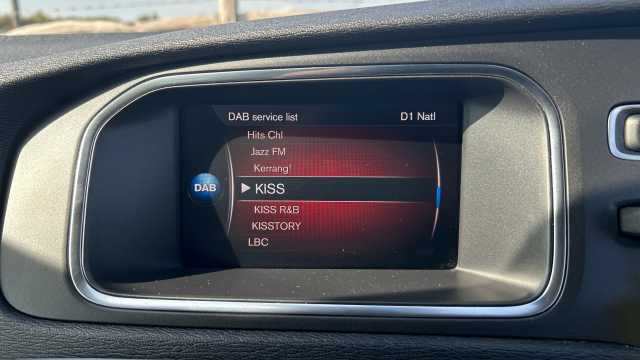 DAB service list D1 Natl
Hits Chl
Jazz FM
Kerrang!
DAB
KISS
KISS R&B
KISSTORY
LBC